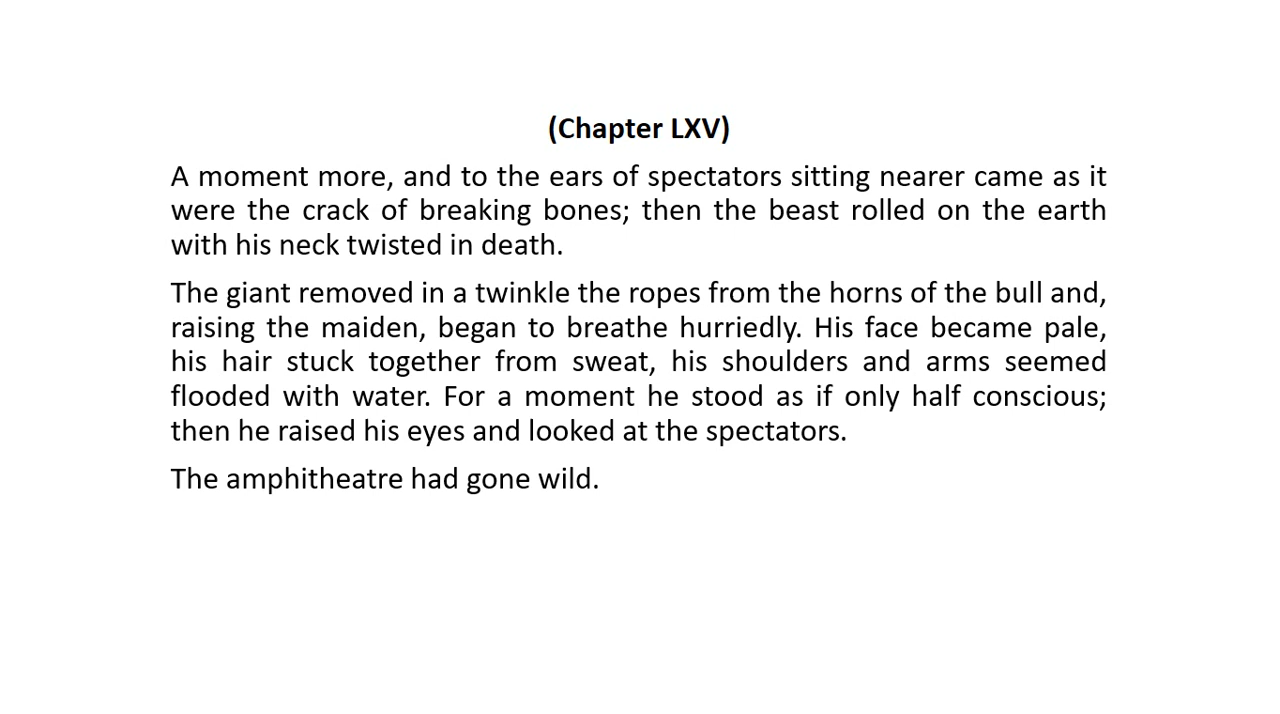 (Chapter LXV)
A moment more, and to the ears of spectators sitting nearer came as it
were the crack of breaking bones; then the beast rolled on the earth
with his neck twisted in death.
The giant removed in a twinkle the ropes from the horns of the bull and,
raising the maiden, began to breathe hurriedly. His face became pale,
his hair stuck together from sweat, his shoulders and arms seemed
flooded with water. For a moment he stood as if only half conscious;
then he raised his eyes and looked at the spectators.
The amphitheatre had gone wild.